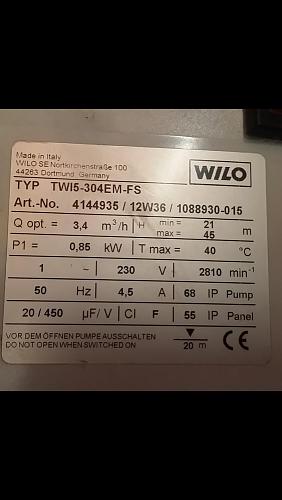 Made in Italy
WILO SE Nortkirchenstraße 100
44263 Dortmund, Germany
WILO
TYP TWI5-304EM-FS
Art.-No. 4144935 / 12W36 / 1088930-015
Q opt. = 3,4 m³/h H min = 21 max = 45 m
P1 = 0,85 kW T max = 40 °C
1 ~ 230 V 2810 min⁻¹
50 Hz 4,5 A 68 IP Pump
20 / 450 µF/ V Cl F 55 IP Panel
VOR DEM ÖFFNEN PUMPE AUSSCHALTEN
DO NOT OPEN WHEN SWITCHED ON
20 m CE